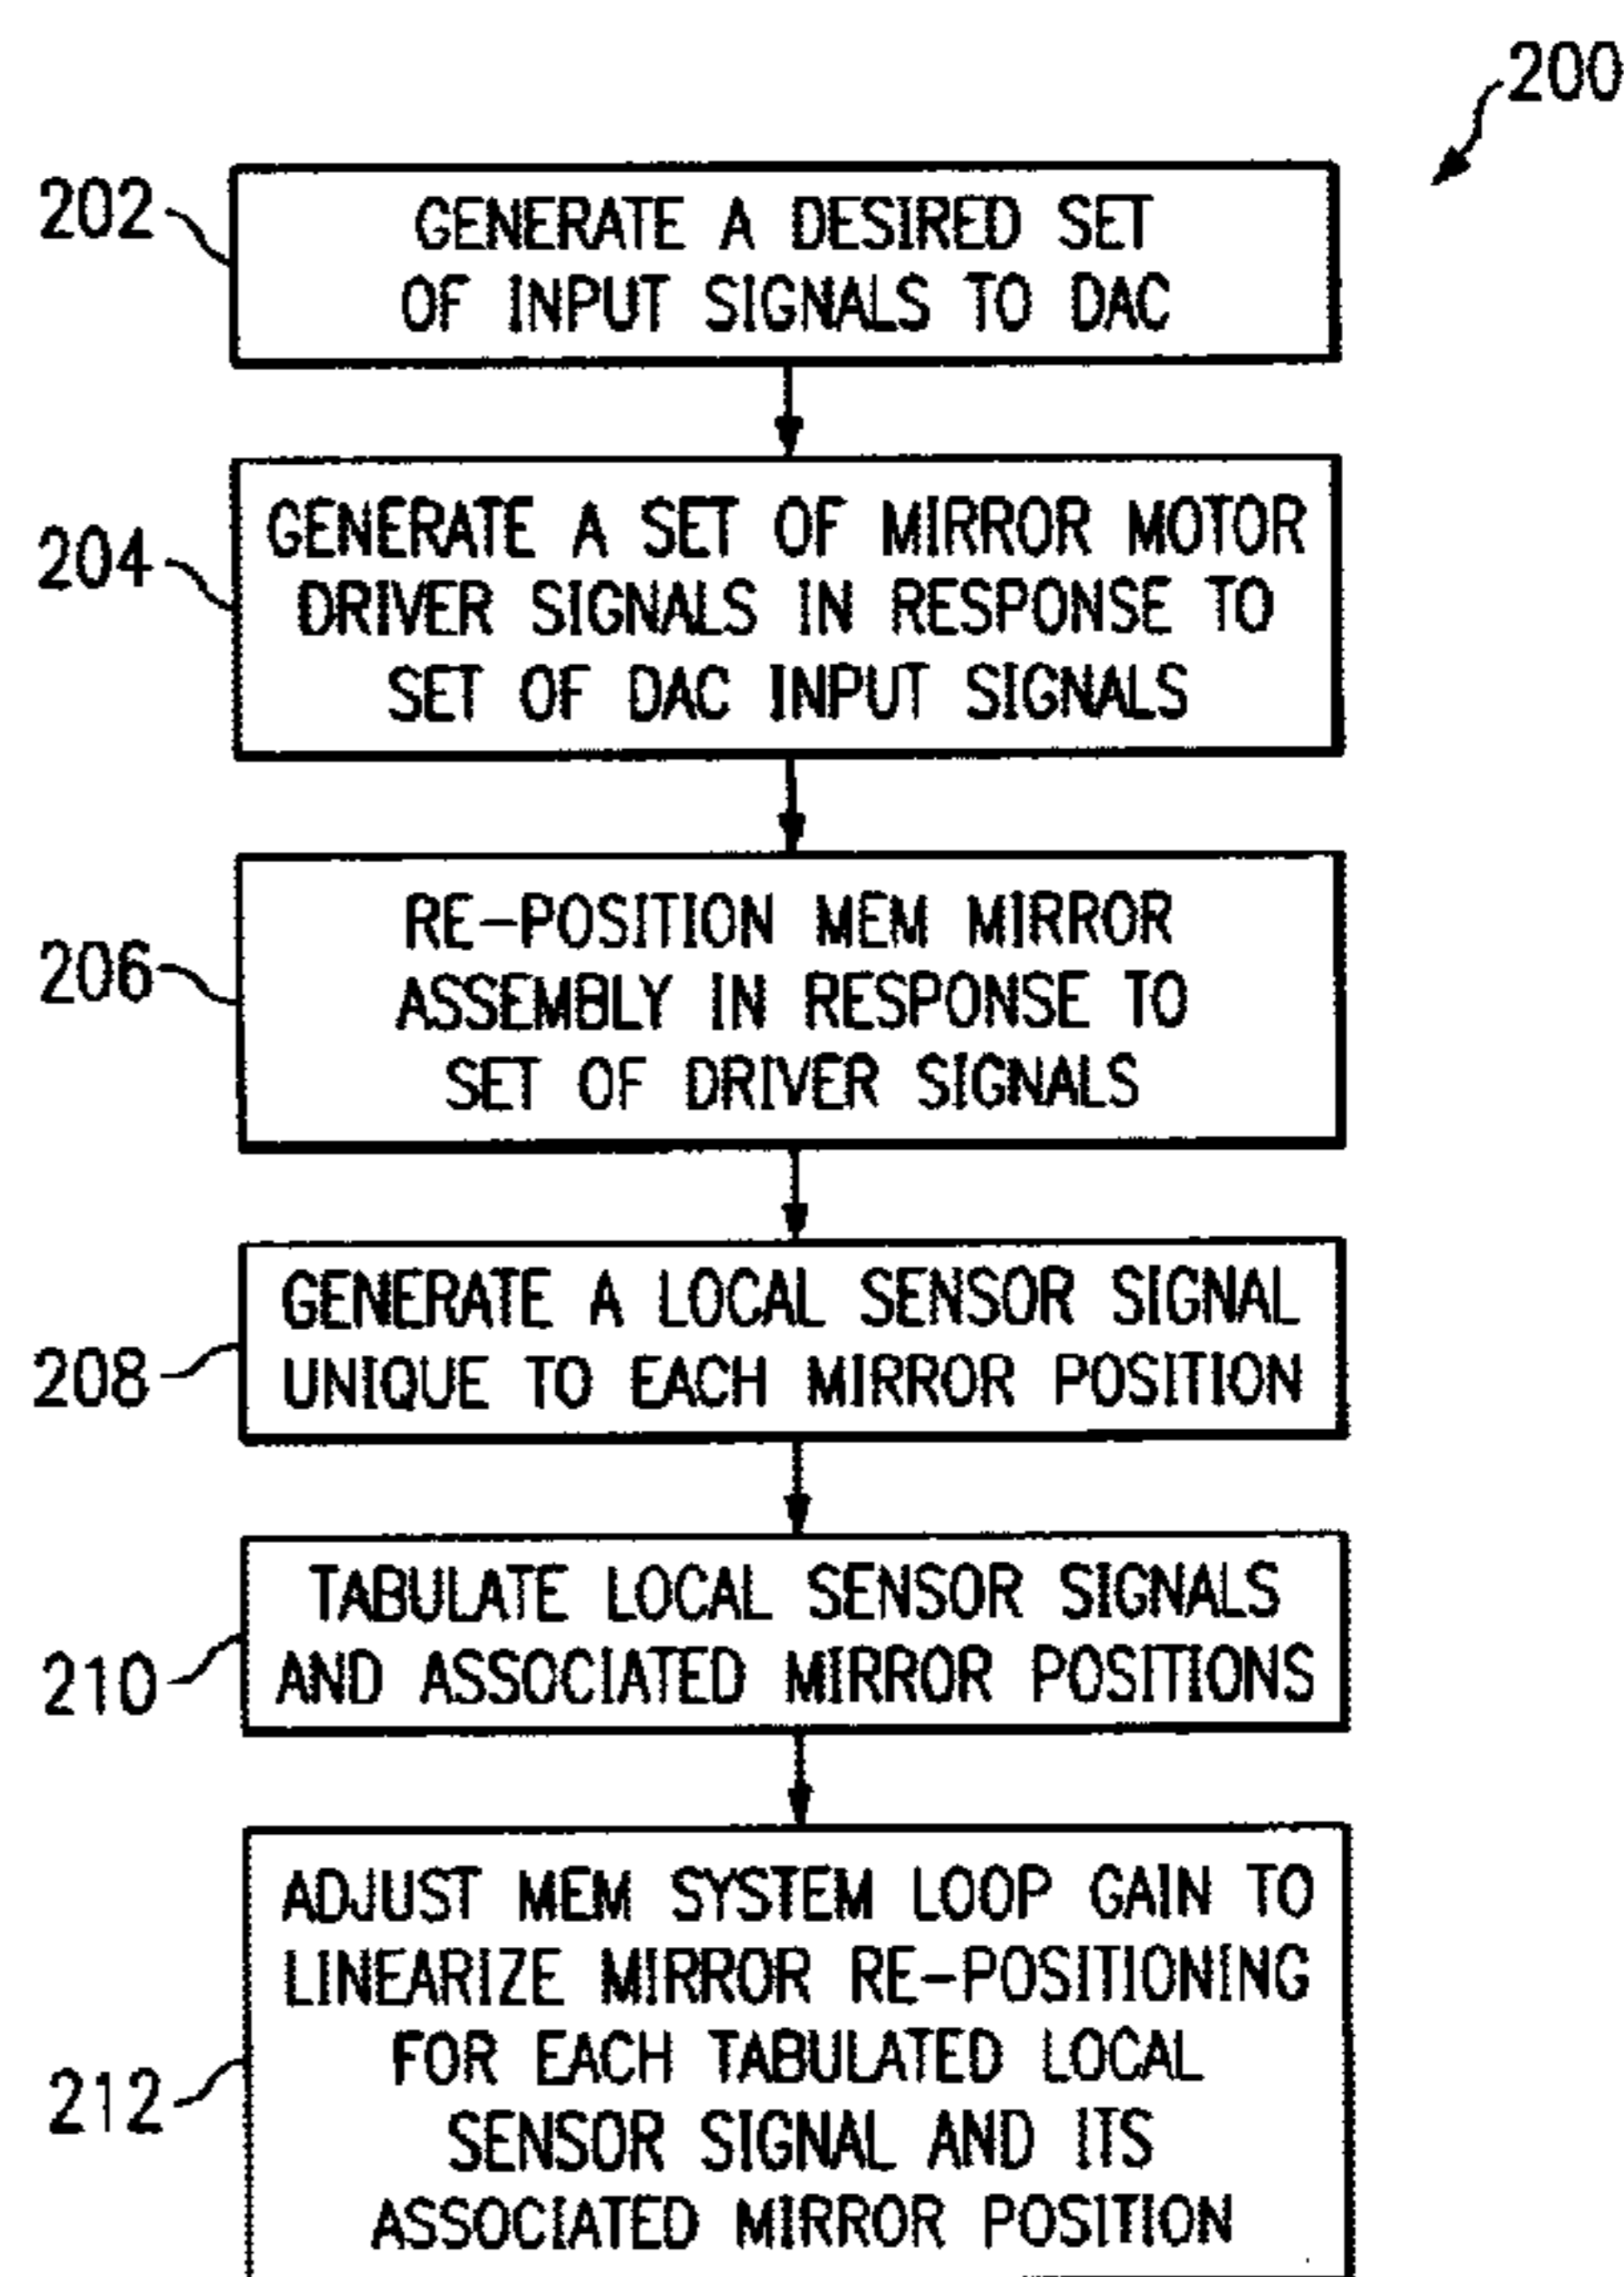 200
202
GENERATE A DESIRED SET
OF INPUT SIGNALS TO DAC
204
GENERATE A SET OF MIRROR MOTOR
DRIVER SIGNALS IN RESPONSE TO
SET OF DAC INPUT SIGNALS
206
RE-POSITION MEM MIRROR
ASSEMBLY IN RESPONSE TO
SET OF DRIVER SIGNALS
208
GENERATE A LOCAL SENSOR SIGNAL
UNIQUE TO EACH MIRROR POSITION
210
TABULATE LOCAL SENSOR SIGNALS
AND ASSOCIATED MIRROR POSITIONS
212
ADJUST MEM SYSTEM LOOP GAIN TO
LINEARIZE MIRROR RE-POSITIONING
FOR EACH TABULATED LOCAL
SENSOR SIGNAL AND ITS
ASSOCIATED MIRROR POSITION